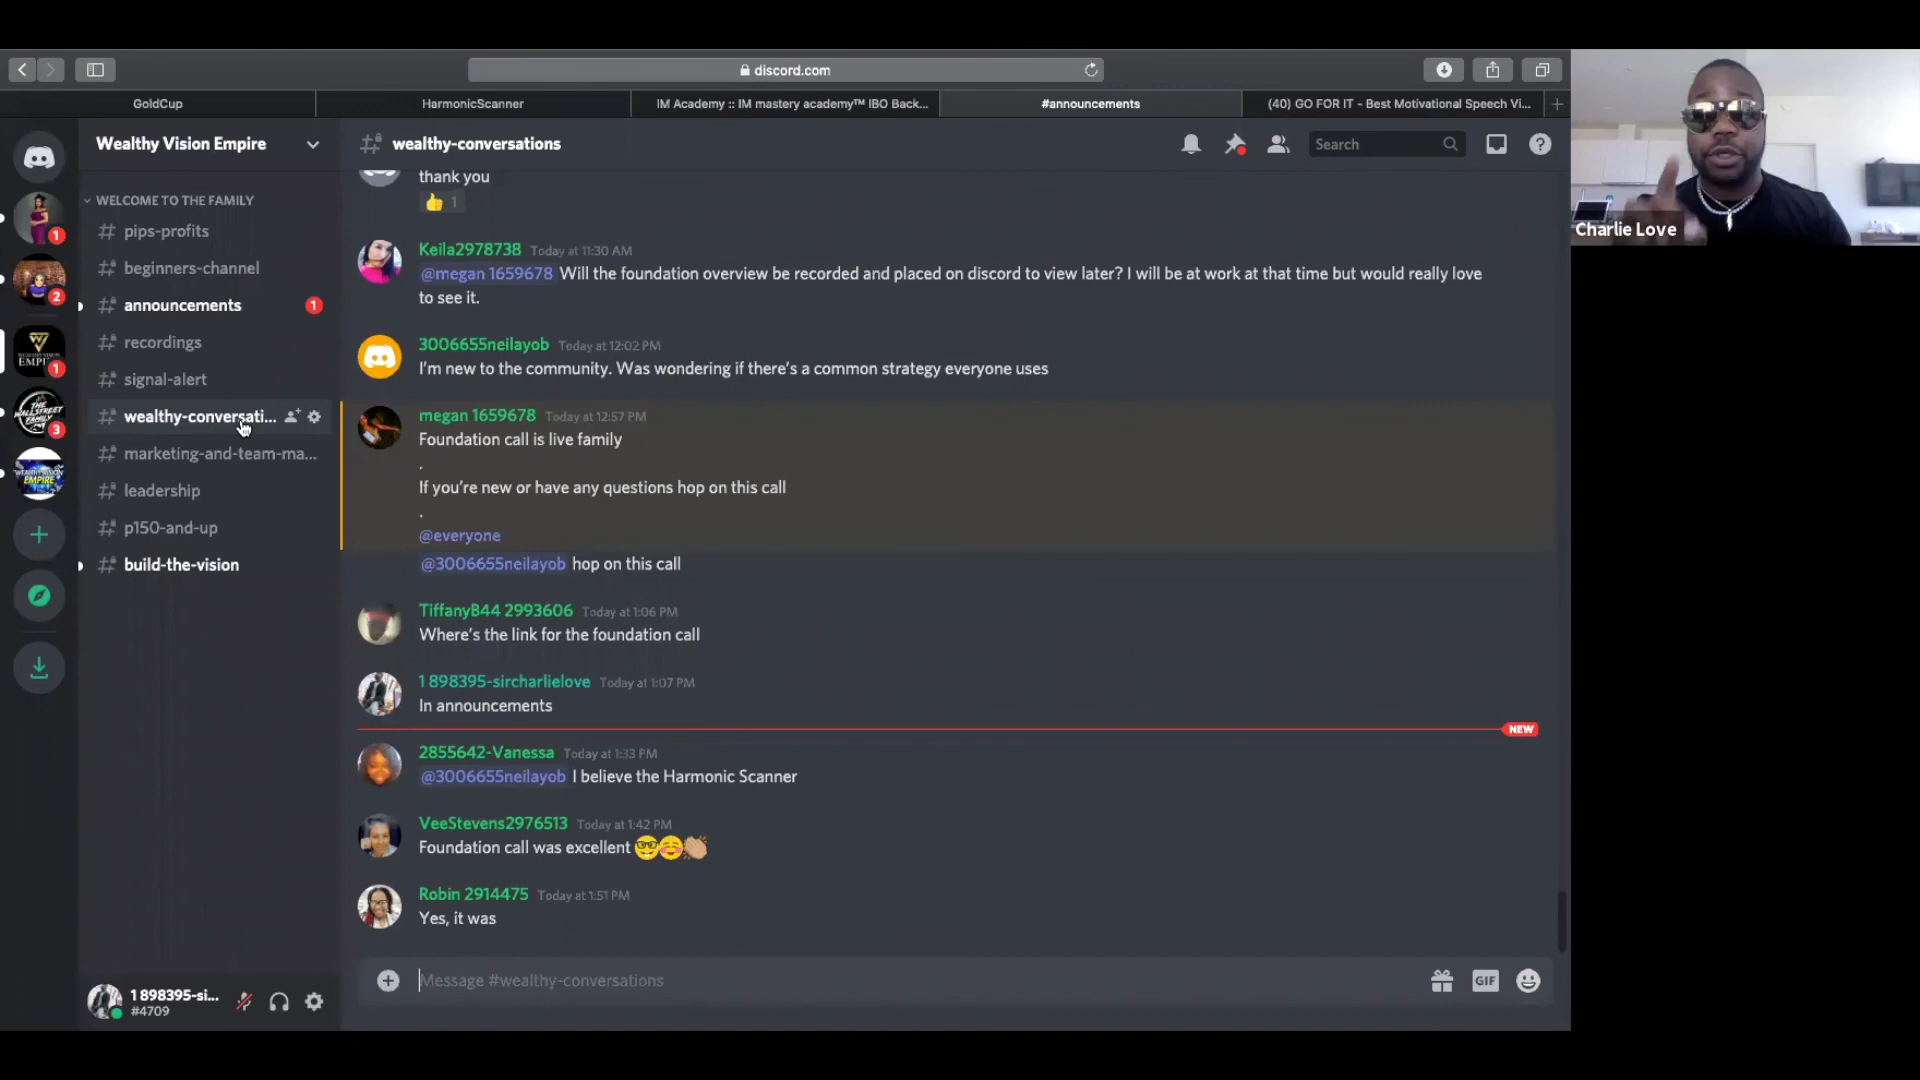 discord.com
GoldCup
HarmonicScanner
IM Academy :: IM mastery academy™ IBO Back...
#announcements
(40) GO FOR IT - Best Motivational Speech Vi...
Wealthy Vision Empire
WELCOME TO THE FAMILY
pips-profits
beginners-channel
announcements 1
recordings
signal-alert
wealthy-conversati...
marketing-and-team-ma...
leadership
p150-and-up
build-the-vision
1
2
1
3
1 898395-si...
#4709
wealthy-conversations
Search
thank you
1
Keila2978738 Today at 11:30 AM
@megan 1659678 Will the foundation overview be recorded and placed on discord to view later? I will be at work at that time but would really love
to see it.
3006655neilayob Today at 12:02 PM
I'm new to the community. Was wondering if there's a common strategy everyone uses
megan 1659678 Today at 12:57 PM
Foundation call is live family
.
If you're new or have any questions hop on this call
.
@everyone
@3006655neilayob hop on this call
TiffanyB44 2993606 Today at 1:06 PM
Where's the link for the foundation call
1 898395-sircharlielove Today at 1:07 PM
In announcements
NEW
2855642-Vanessa Today at 1:33 PM
@3006655neilayob I believe the Harmonic Scanner
VeeStevens2976513 Today at 1:42 PM
Foundation call was excellent 🤓☺️👏🏽
Robin 2914475 Today at 1:51 PM
Yes, it was
Message #wealthy-conversations
GIF
Charlie Love